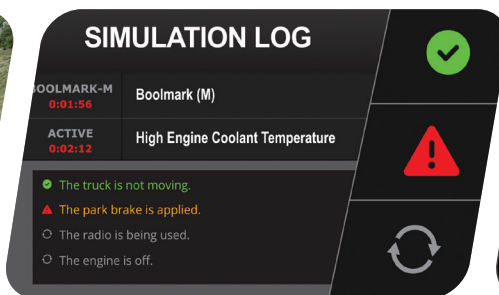 SIMULATION LOG
BOOLMARK-M
0:01:56
Boolmark (M)
ACTIVE
0:02:12
High Engine Coolant Temperature
The truck is not moving.
The park brake is applied.
The radio is being used.
The engine is off.